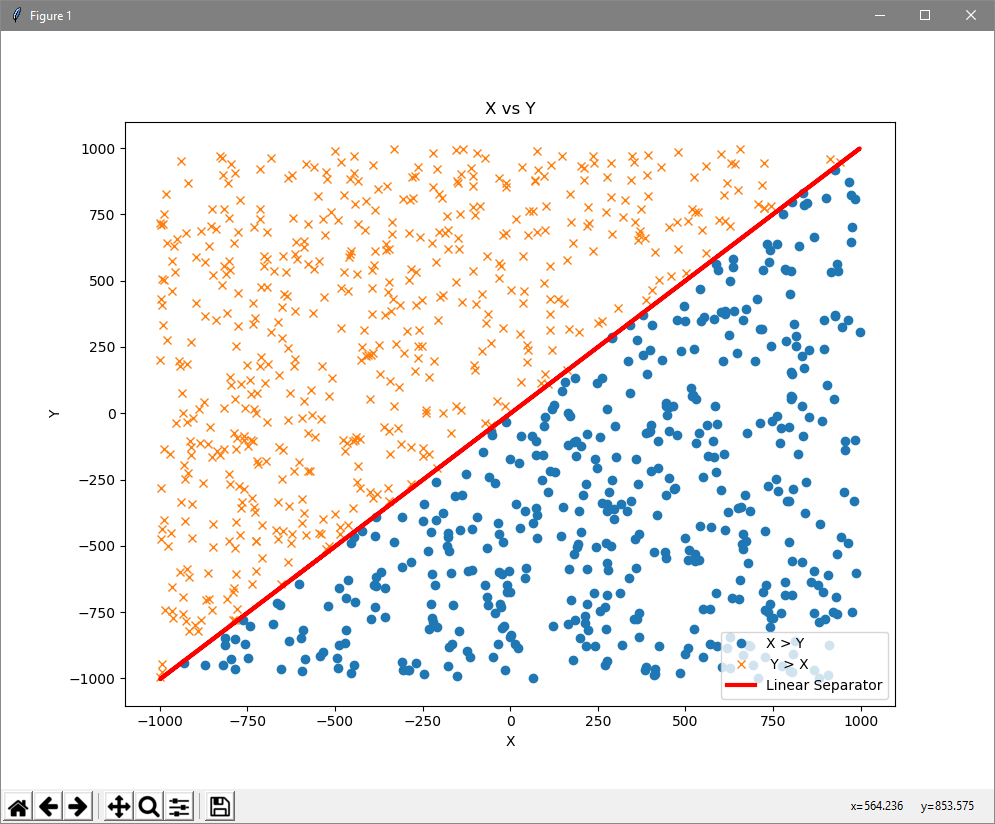 Figure 1
X vs Y
1000
750
500
250
0
−250
−500
−750
−1000
Y
−1000 −750 −500 −250 0 250 500 750 1000
X
X > Y
Y > X
Linear Separator
x=564.236 y=853.575